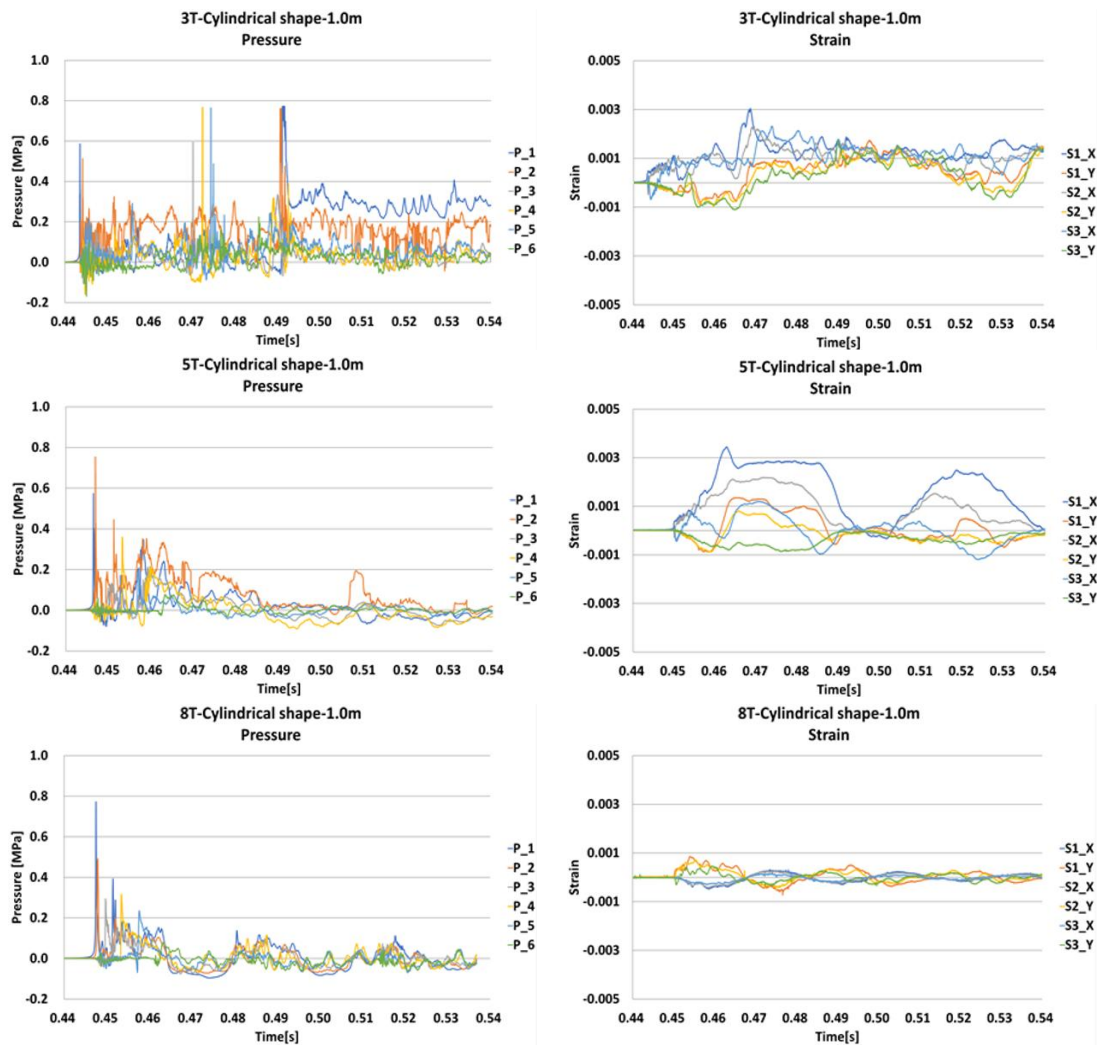 3T-Cylindrical shape-1.0m
Pressure
Pressure [MPa]
1.0
0.8
0.6
0.4
0.2
0.0
-0.2
0.44 0.45 0.46 0.47 0.48 0.49 0.50 0.51 0.52 0.53 0.54
Time[s]
P_1
P_2
P_3
P_4
P_5
P_6
3T-Cylindrical shape-1.0m
Strain
Strain
0.005
0.003
0.001
-0.001
-0.003
-0.005
0.44 0.45 0.46 0.47 0.48 0.49 0.50 0.51 0.52 0.53 0.54
Time[s]
S1_X
S1_Y
S2_X
S2_Y
S3_X
S3_Y
5T-Cylindrical shape-1.0m
Pressure
Pressure [MPa]
1.0
0.8
0.6
0.4
0.2
0.0
-0.2
0.44 0.45 0.46 0.47 0.48 0.49 0.50 0.51 0.52 0.53 0.54
Time[s]
P_1
P_2
P_3
P_4
P_5
P_6
5T-Cylindrical shape-1.0m
Strain
Strain
0.005
0.003
0.001
-0.001
-0.003
-0.005
0.44 0.45 0.46 0.47 0.48 0.49 0.50 0.51 0.52 0.53 0.54
Time[s]
S1_X
S1_Y
S2_X
S2_Y
S3_X
S3_Y
8T-Cylindrical shape-1.0m
Pressure
Pressure [MPa]
1.0
0.8
0.6
0.4
0.2
0.0
-0.2
0.44 0.45 0.46 0.47 0.48 0.49 0.50 0.51 0.52 0.53 0.54
Time[s]
P_1
P_2
P_3
P_4
P_5
P_6
8T-Cylindrical shape-1.0m
Strain
Strain
0.005
0.003
0.001
-0.001
-0.003
-0.005
0.44 0.45 0.46 0.47 0.48 0.49 0.50 0.51 0.52 0.53 0.54
Time[s]
S1_X
S1_Y
S2_X
S2_Y
S3_X
S3_Y